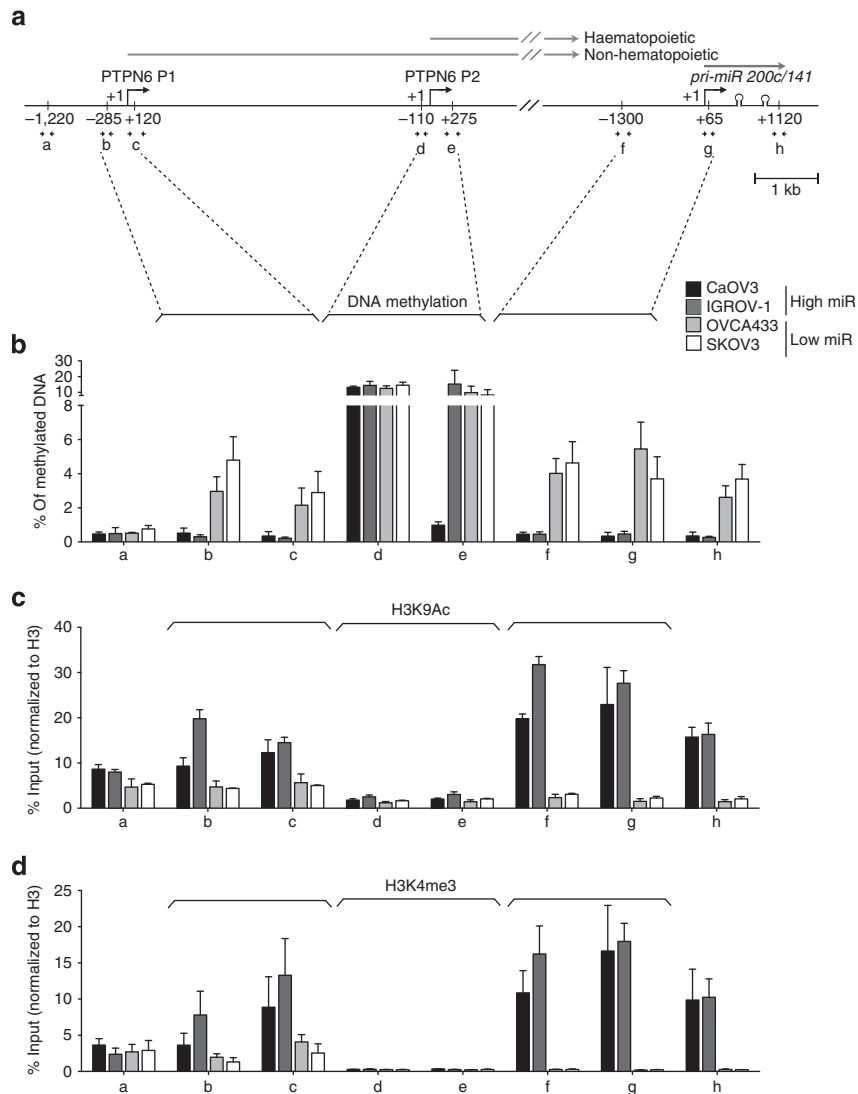 a
Haematopoietic
Non-hematopoietic
PTPN6 P1
PTPN6 P2
pri-miR 200c/141
+1
+1
+1
−1,220
−285
+120
−110
+275
−1300
+65
+1120
a
b
c
d
e
f
g
h
1 kb
DNA methylation
CaOV3
IGROV-1
High miR
OVCA433
SKOV3
Low miR
b
% Of methylated DNA
30
20
10
8
6
4
2
0
a
b
c
d
e
f
g
h
c
H3K9Ac
% Input (normalized to H3)
40
30
20
10
0
a
b
c
d
e
f
g
h
d
H3K4me3
% Input (normalized to H3)
25
20
15
10
5
0
a
b
c
d
e
f
g
h